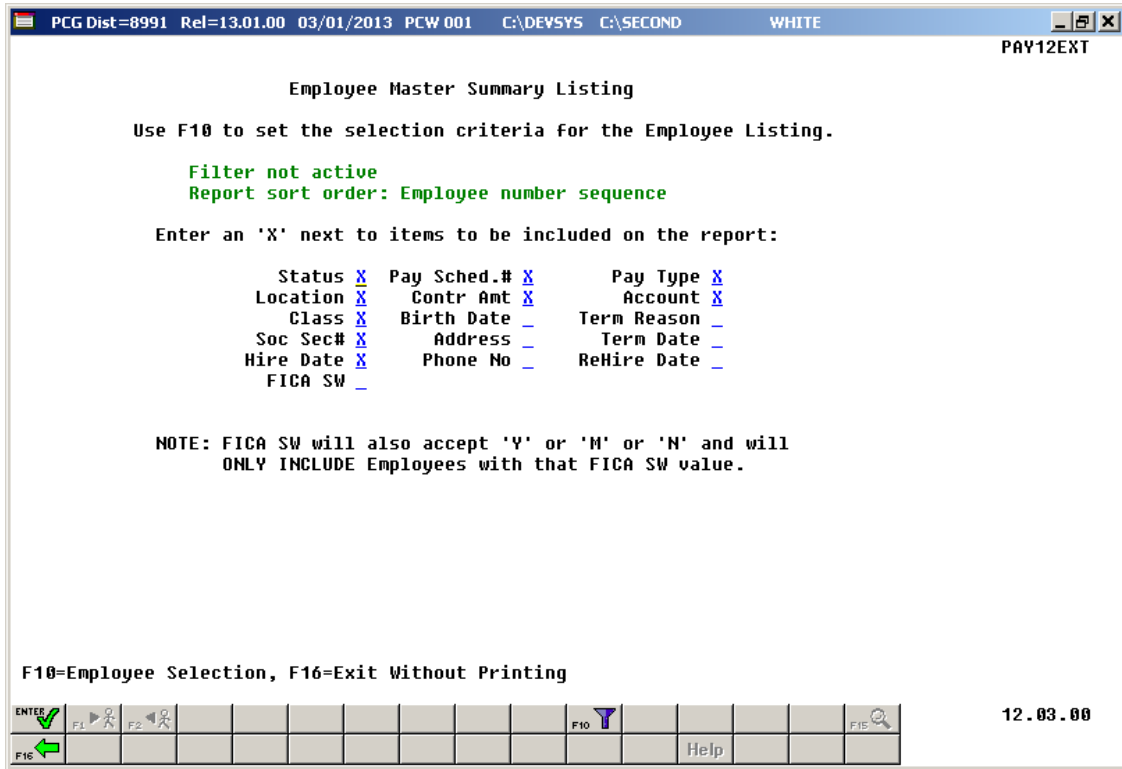 PCG Dist=8991 Rel=13.01.00 03/01/2013 PCW 001 C:\DEVSYS C:\SECOND WHITE
PAY12EXT
Employee Master Summary Listing
Use F10 to set the selection criteria for the Employee Listing.
Filter not active
Report sort order: Employee number sequence
Enter an 'X' next to items to be included on the report:
Status X Pay Sched.# X Pay Type X
Location X Contr Amt X Account X
Class X Birth Date _ Term Reason _
Soc Sec# X Address _ Term Date _
Hire Date X Phone No _ ReHire Date _
FICA SW _
NOTE: FICA SW will also accept 'Y' or 'M' or 'N' and will
ONLY INCLUDE Employees with that FICA SW value.
F10=Employee Selection, F16=Exit Without Printing
ENTER F1 F2 F10 F15 12.03.00
F16 Help